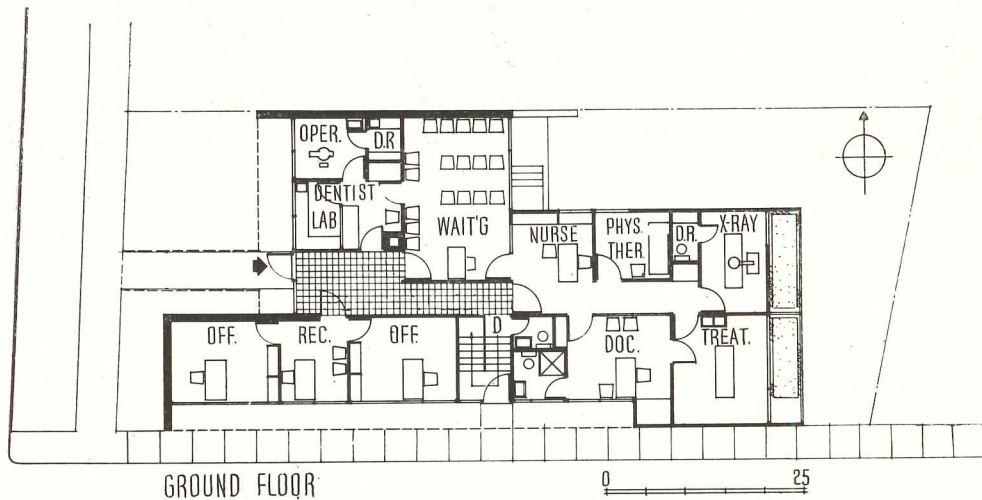 OPER.
D.R
DENTIST
LAB
WAIT'G
NURSE
PHYS.
THER.
D.R.
X-RAY
OFF.
REC.
OFF.
D
DOC.
TREAT.
GROUND FLOOR
0 25